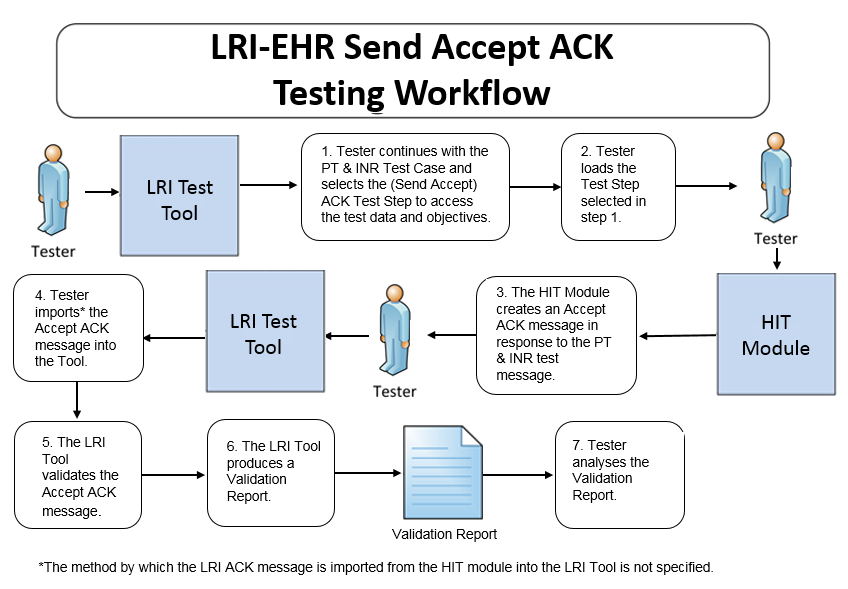 LRI-EHR Send Accept ACK
Testing Workflow
Tester
LRI Test
Tool
1. Tester continues with the
PT & INR Test Case and
selects the (Send Accept)
ACK Test Step to access
the test data and objectives.
2. Tester
loads the
Test Step
selected in
step 1.
Tester
HIT
Module
3. The HIT Module
creates an Accept
ACK message in
response to the PT
& INR test
message.
Tester
LRI Test
Tool
4. Tester
imports* the
Accept ACK
message into
the Tool.
5. The LRI
Tool
validates the
Accept ACK
message.
6. The LRI Tool
produces a
Validation
Report.
Validation Report
7. Tester
analyses the
Validation
Report.
*The method by which the LRI ACK message is imported from the HIT module into the LRI Tool is not specified.